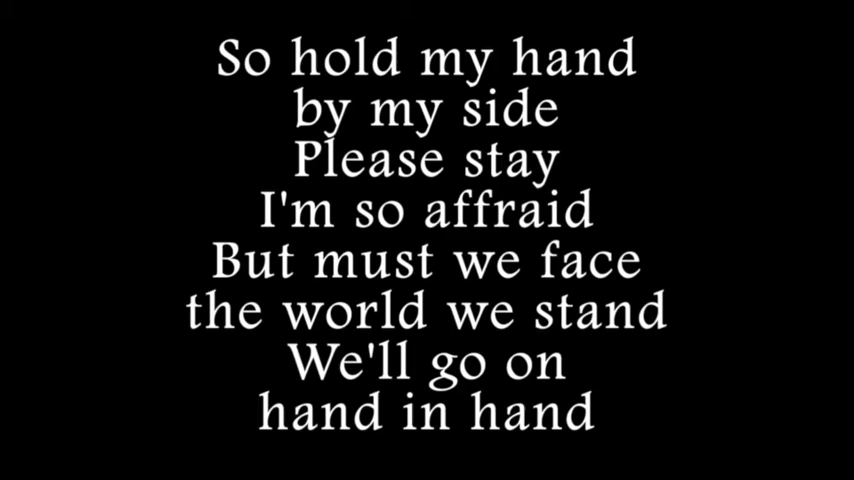 So hold my hand
by my side
Please stay
I'm so affraid
But must we face
the world we stand
We'll go on
hand in hand